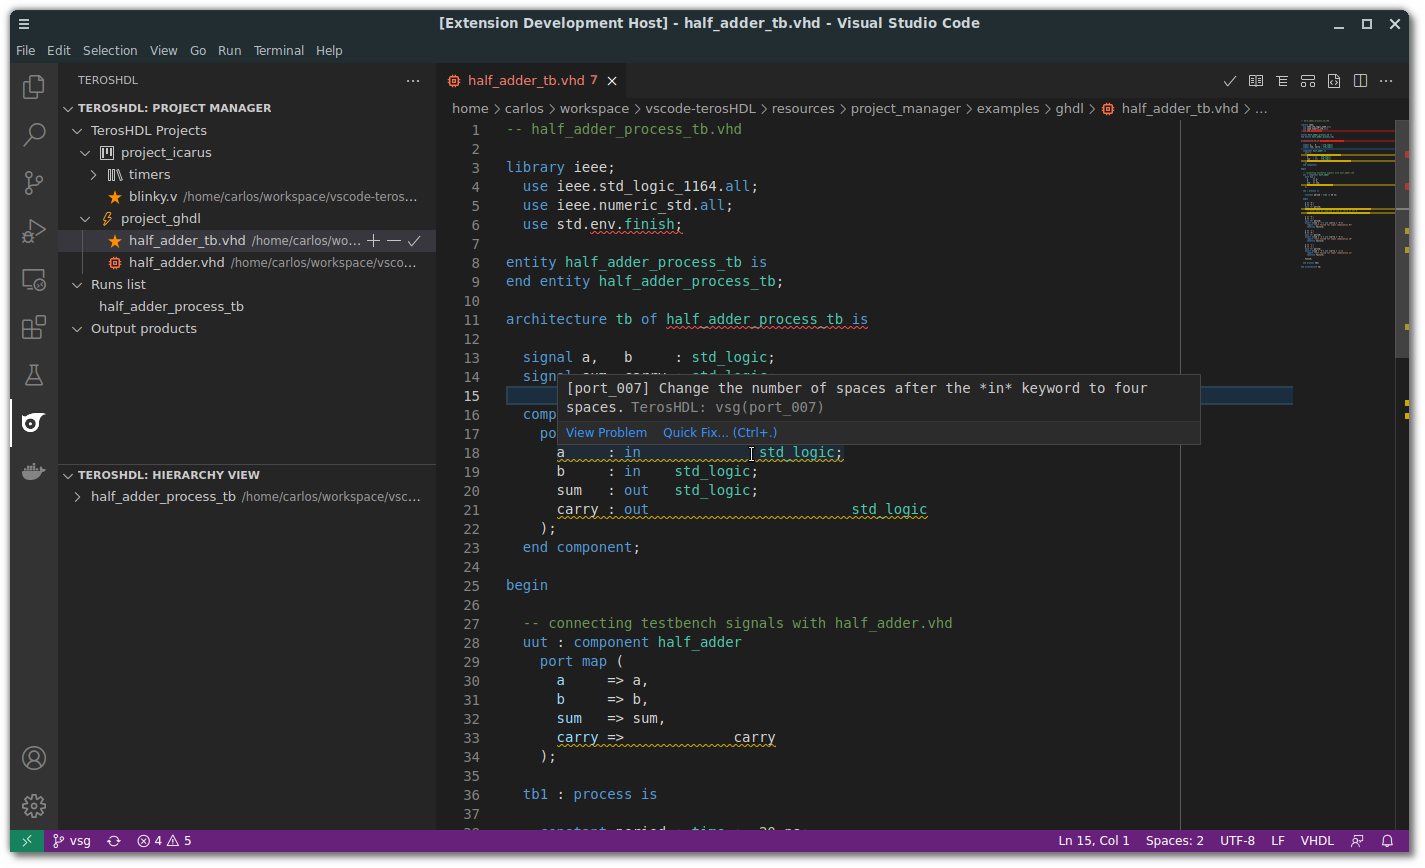 [Extension Development Host] - half_adder_tb.vhd - Visual Studio Code
File Edit Selection View Go Run Terminal Help
TEROSHDL
TEROSHDL: PROJECT MANAGER
TerosHDL Projects
project_icarus
timers
blinky.v /home/carlos/workspace/vscode-teros...
project_ghdl
half_adder_tb.vhd /home/carlos/wo...
half_adder.vhd /home/carlos/workspace/vsco...
Runs list
half_adder_process_tb
Output products
TEROSHDL: HIERARCHY VIEW
half_adder_process_tb /home/carlos/workspace/vsc...
half_adder_tb.vhd 7
home > carlos > workspace > vscode-terosHDL > resources > project_manager > examples > ghdl > half_adder_tb.vhd > ...
1 -- half_adder_process_tb.vhd
2
3 library ieee;
4 use ieee.std_logic_1164.all;
5 use ieee.numeric_std.all;
6 use std.env.finish;
7
8 entity half_adder_process_tb is
9 end entity half_adder_process_tb;
10
11 architecture tb of half_adder_process_tb is
12
13 signal a,   b     : std_logic;
14 sign
[port_007] Change the number of spaces after the *in* keyword to four
spaces. TerosHDL: vsg(port_007)
View Problem Quick Fix... (Ctrl+.)
15
16 comp
17 po
18 a     : in              std_logic;
19 b     : in    std_logic;
20 sum   : out   std_logic;
21 carry : out                        std_logic
22 );
23 end component;
24
25 begin
26
27 -- connecting testbench signals with half_adder.vhd
28 uut : component half_adder
29 port map (
30 a     => a,
31 b     => b,
32 sum   => sum,
33 carry =>             carry
34 );
35
36 tb1 : process is
37
vsg 4 5
Ln 15, Col 1 Spaces: 2 UTF-8 LF VHDL